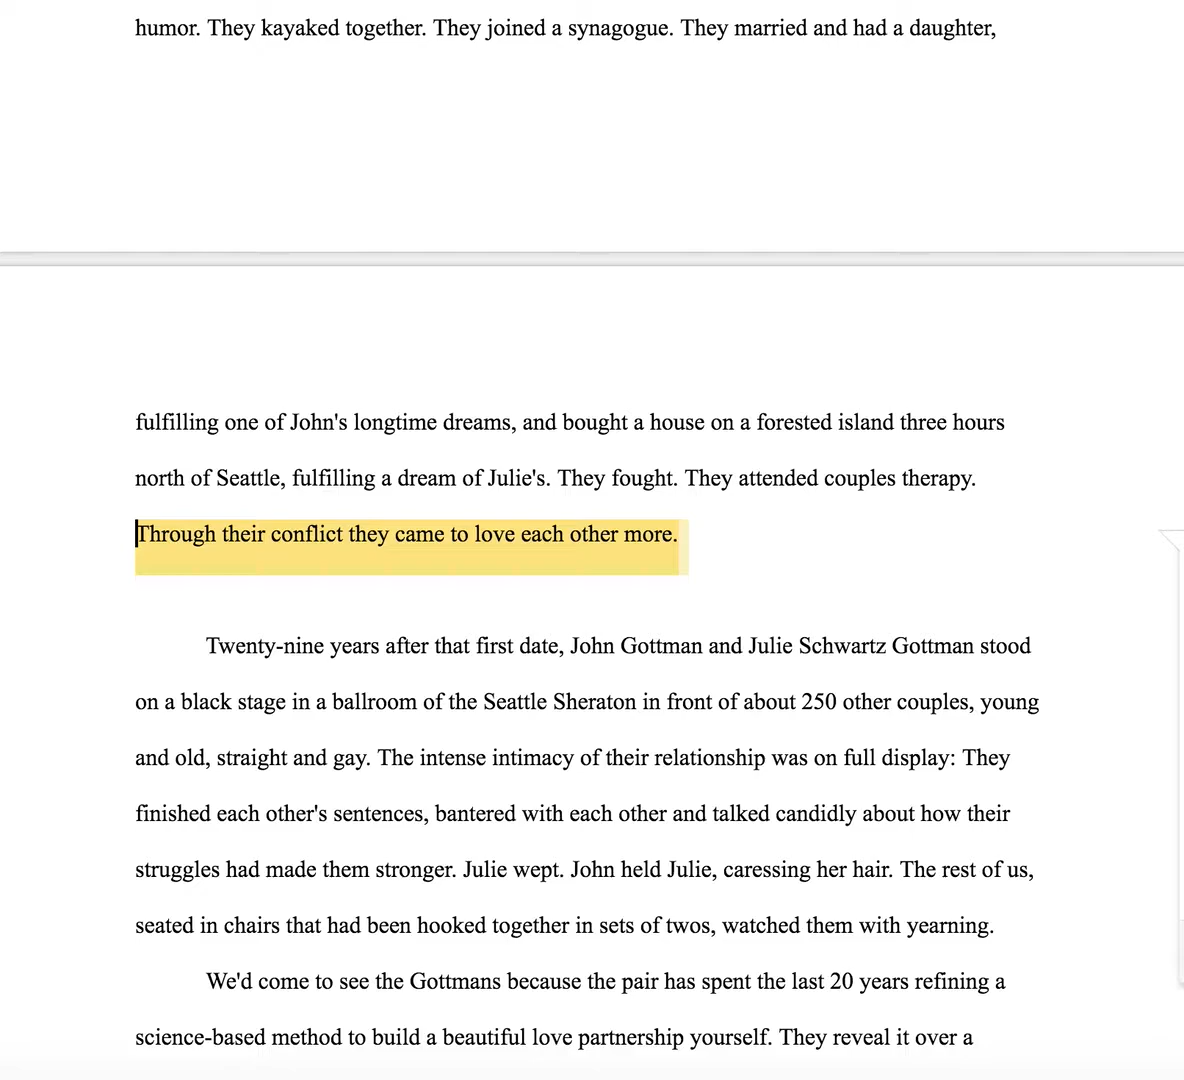 humor. They kayaked together. They joined a synagogue. They married and had a daughter,
fulfilling one of John's longtime dreams, and bought a house on a forested island three hours
north of Seattle, fulfilling a dream of Julie's. They fought. They attended couples therapy.
Through their conflict they came to love each other more.
Twenty-nine years after that first date, John Gottman and Julie Schwartz Gottman stood
on a black stage in a ballroom of the Seattle Sheraton in front of about 250 other couples, young
and old, straight and gay. The intense intimacy of their relationship was on full display: They
finished each other's sentences, bantered with each other and talked candidly about how their
struggles had made them stronger. Julie wept. John held Julie, caressing her hair. The rest of us,
seated in chairs that had been hooked together in sets of twos, watched them with yearning.
We'd come to see the Gottmans because the pair has spent the last 20 years refining a
science-based method to build a beautiful love partnership yourself. They reveal it over a